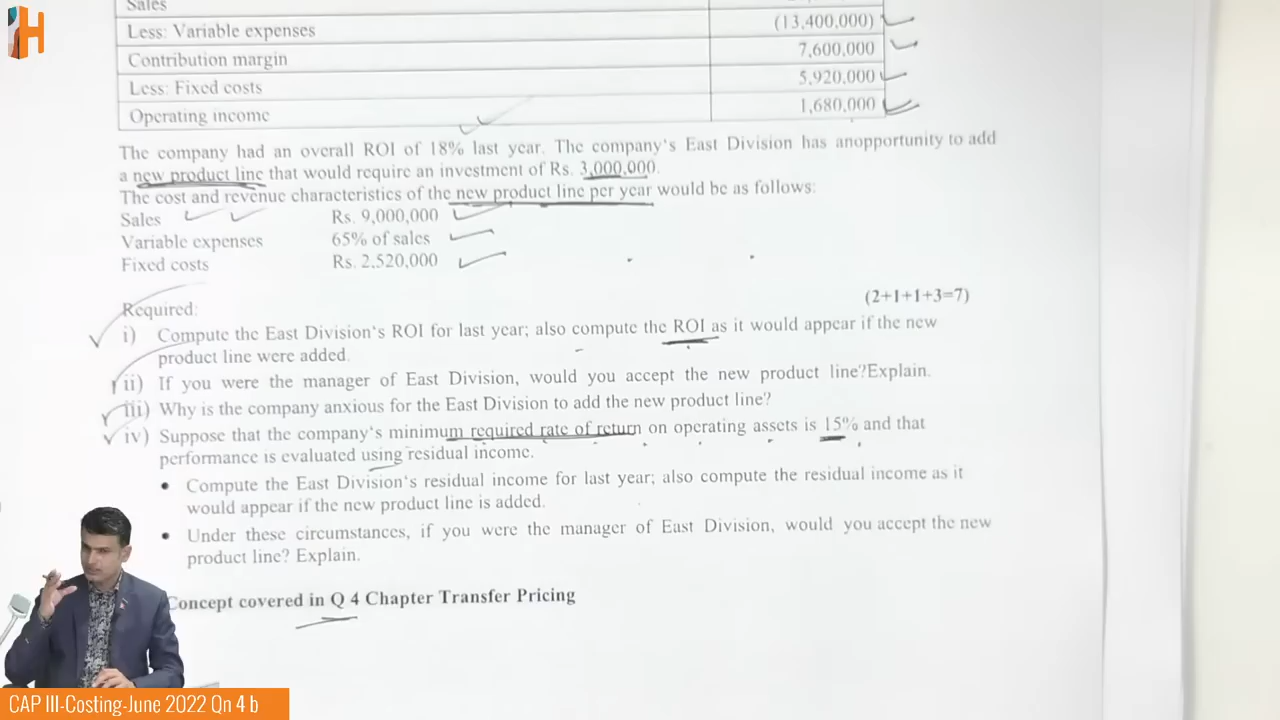 H
Sales
Less: Variable expenses (13,400,000)
Contribution margin 7,600,000
Less: Fixed costs 5,920,000
Operating income 1,680,000
The company had an overall ROI of 18% last year. The company's East Division has anopportunity to add
a new product line that would require an investment of Rs. 3,000,000.
The cost and revenue characteristics of the new product line per year would be as follows:
Sales Rs. 9,000,000
Variable expenses 65% of sales
Fixed costs Rs. 2,520,000
Required: (2+1+1+3=7)
i) Compute the East Division's ROI for last year; also compute the ROI as it would appear if the new
product line were added.
ii) If you were the manager of East Division, would you accept the new product line?Explain.
iii) Why is the company anxious for the East Division to add the new product line?
iv) Suppose that the company's minimum required rate of return on operating assets is 15% and that
performance is evaluated using residual income.
• Compute the East Division's residual income for last year; also compute the residual income as it
would appear if the new product line is added.
• Under these circumstances, if you were the manager of East Division, would you accept the new
product line? Explain.
Concept covered in Q 4 Chapter Transfer Pricing
CAP III-Costing-June 2022 Qn 4 b